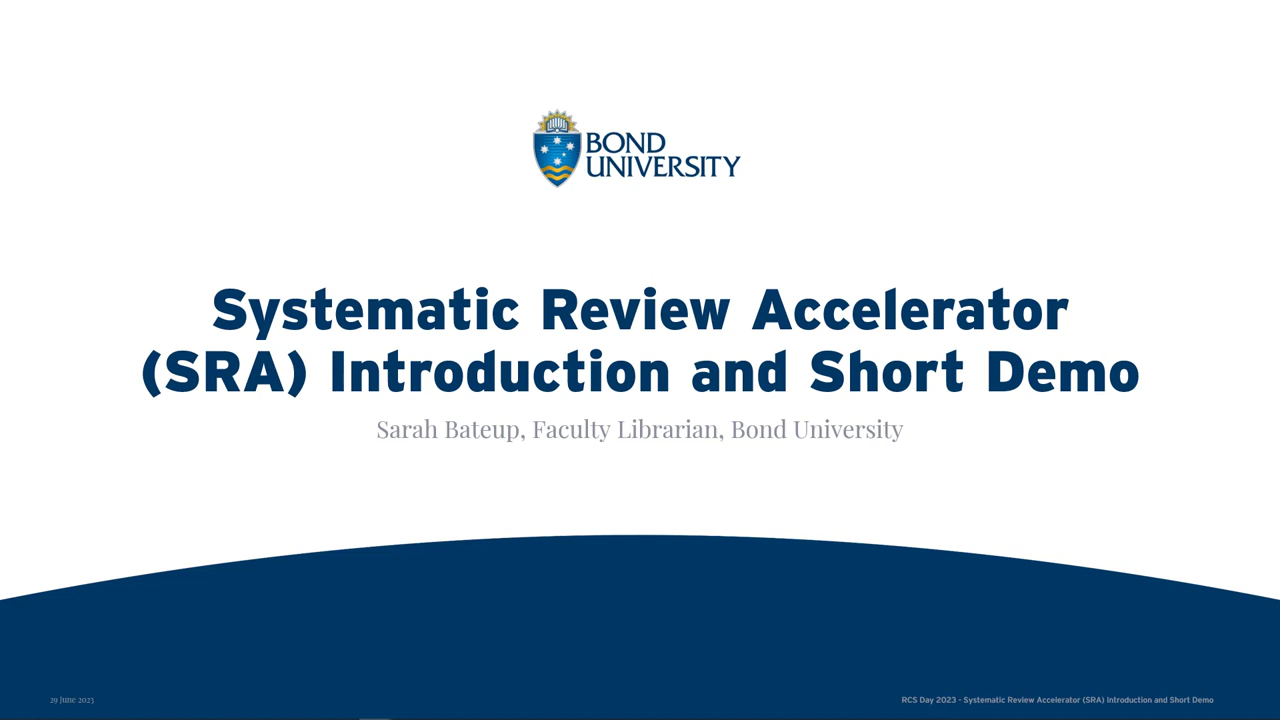 BOND
UNIVERSITY
Systematic Review Accelerator
(SRA) Introduction and Short Demo
Sarah Bateup, Faculty Librarian, Bond University
29 June 2023
RCS Day 2023 - Systematic Review Accelerator (SRA) Introduction and Short Demo